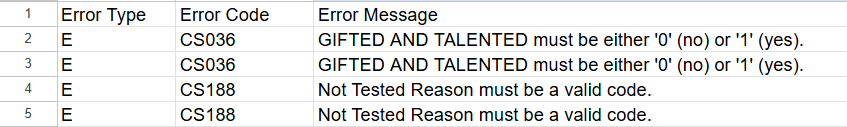 1 Error Type Error Code Error Message
2 E CS036 GIFTED AND TALENTED must be either '0' (no) or '1' (yes).
3 E CS036 GIFTED AND TALENTED must be either '0' (no) or '1' (yes).
4 E CS188 Not Tested Reason must be a valid code.
5 E CS188 Not Tested Reason must be a valid code.